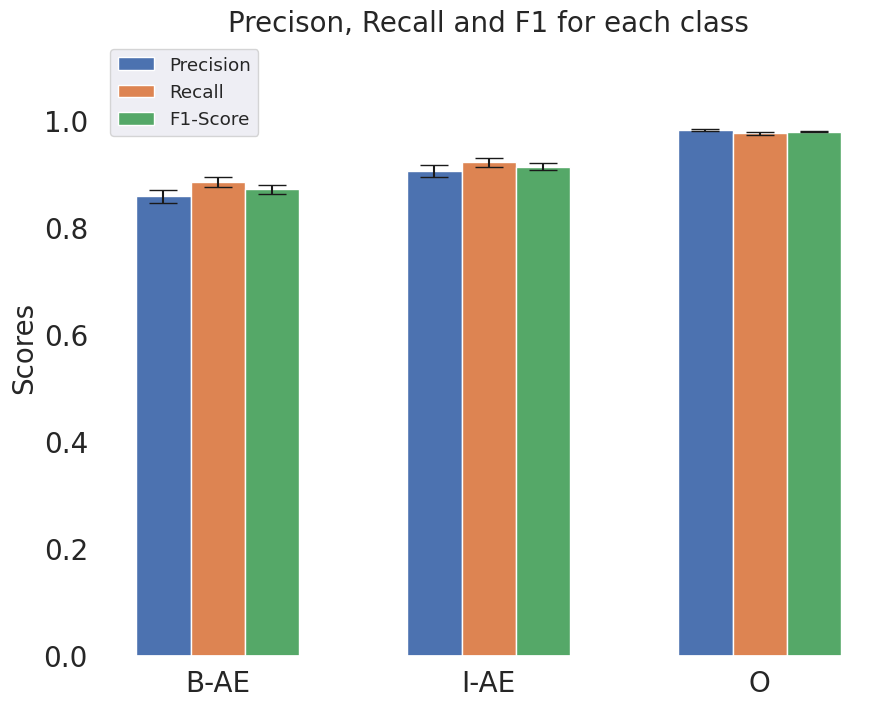 Precison, Recall and F1 for each class
Precision
Recall
F1-Score
Scores
1.0
0.8
0.6
0.4
0.2
0.0
B-AE I-AE O